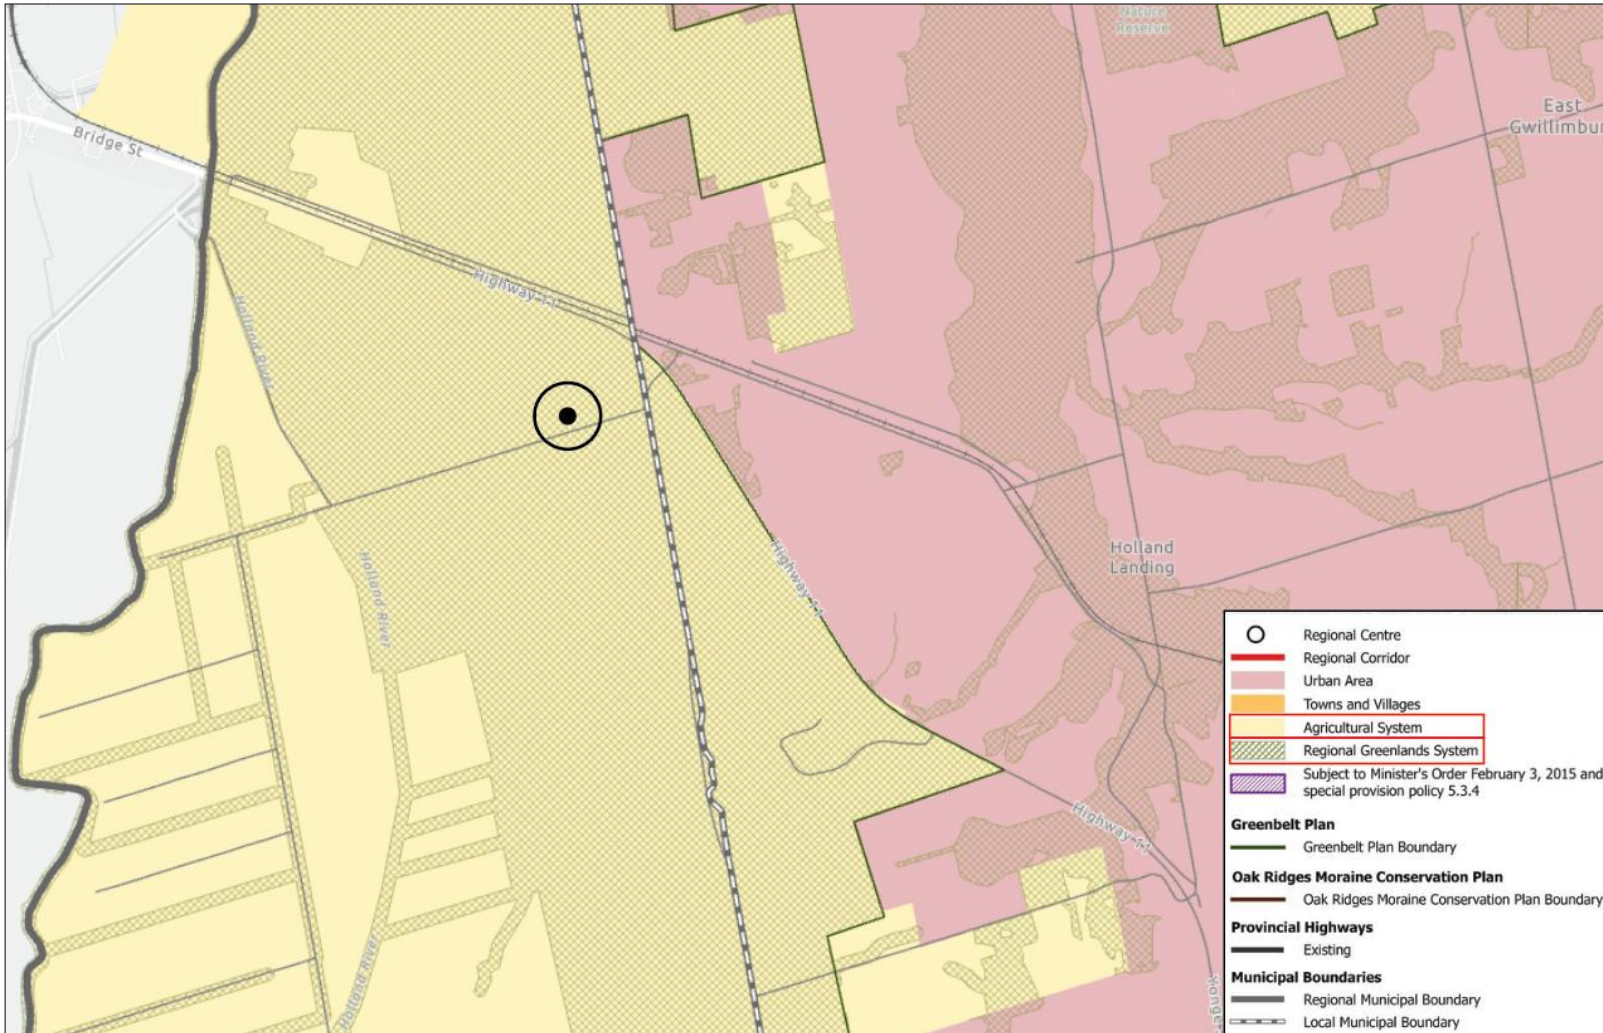 Nature
Reserve
East
Gwillimbur
Bridge St
Highway 11
Holland River
Holland
Landing
Highway 11
Holland River
Highway 11
Holland River
Yonge
Regional Centre
Regional Corridor
Urban Area
Towns and Villages
Agricultural System
Regional Greenlands System
Subject to Minister's Order February 3, 2015 and
special provision policy 5.3.4
Greenbelt Plan
Greenbelt Plan Boundary
Oak Ridges Moraine Conservation Plan
Oak Ridges Moraine Conservation Plan Boundary
Provincial Highways
Existing
Municipal Boundaries
Regional Municipal Boundary
Local Municipal Boundary